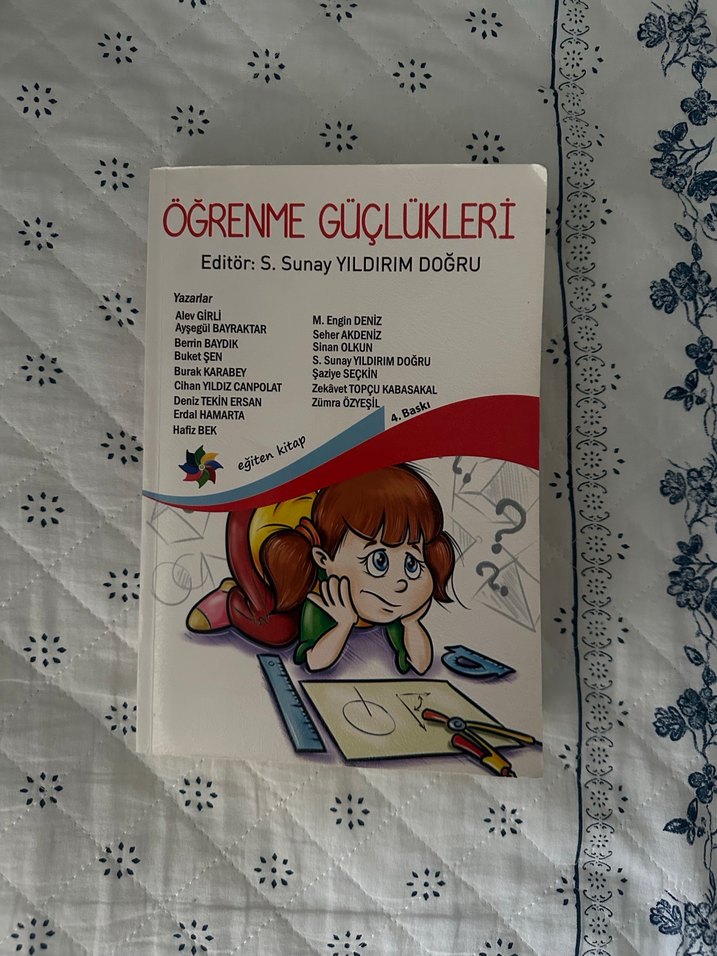 ÖĞRENME GÜÇLÜKLERİ
Editör: S. Sunay YILDIRIM DOĞRU
Yazarlar
Alev GİRLİ
Ayşegül BAYRAKTAR
Berrin BAYDIK
Buket ŞEN
Burak KARABEY
Cihan YILDIZ CANPOLAT
Deniz TEKİN ERSAN
Erdal HAMARTA
Hafiz BEK
M. Engin DENİZ
Seher AKDENİZ
Sinan OLKUN
S. Sunay YILDIRIM DOĞRU
Şaziye SEÇKİN
Zekâvet TOPÇU KABASAKAL
Zümra ÖZYEŞİL
4. Baskı
eğiten kitap